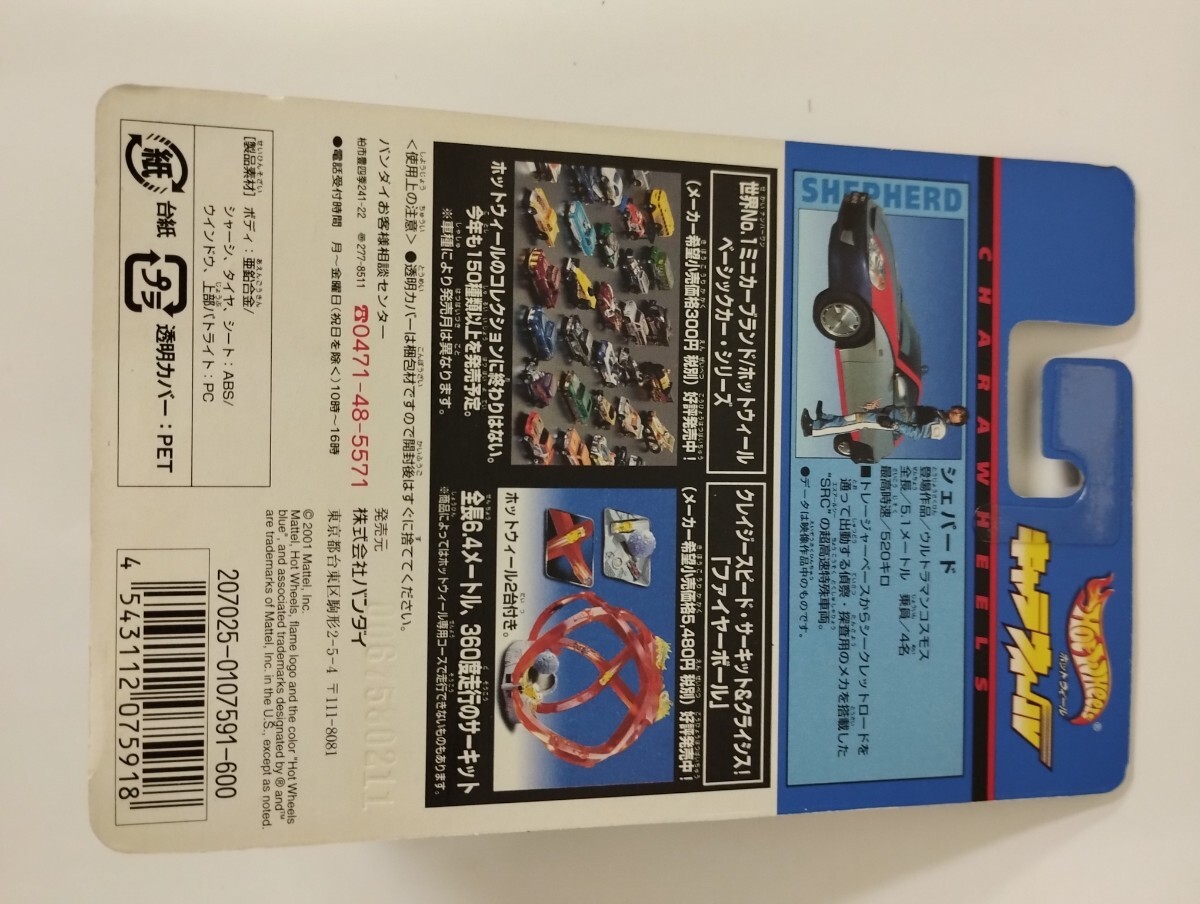 HOT WHEELS®
ホットウィール
キャラウィール
CHARAWHEELS
SHEPHERD
シェパード
登場作品／ウルトラマンコスモス
全長／5.1メートル 乗員／4名
最高時速／520キロ
■トレージャーベースからシークレットロードを
通って出動する偵察・探査用のメカを搭載した
"SRC"の超高速特殊車両。
●データは映像作品中のものです。
世界No.1ミニカーブランド/ホットウィール
ベーシックカー・シリーズ
(メーカー希望小売価格300円 税別) 好評発売中！
ホットウィールのコレクションに終わりはない。
今年も150種類以上を発売予定。
※車種により発売月は異なります。
クレイジースピード・サーキット&クライシス！
「ファイヤーボール」
(メーカー希望小売価格5,480円 税別) 好評発売中！
ホットウィール2台付き。
全長6.4メートル、360度走行のサーキット
※商品によってはホットウィール専用コースで走行できないものもあります。
<使用上の注意> ●透明カバーは梱包材ですので開封後はすぐに捨ててください。
バンダイお客様相談センター
柏市豊四季241-22 〠277-8511 ☎0471-48-5571
●電話受付時間 月〜金曜日(祝日を除く)10時〜16時
発売元
株式会社バンダイ
東京都台東区駒形2-5-4 〒111-8081
[製品素材] ボディ：亜鉛合金/
シャーシ、タイヤ、シート：ABS/
ウインドウ、上部パトライト：PC
紙 台紙 プラ 透明カバー：PET
© 2001 Mattel, Inc.
Mattel, Hot Wheels, flame logo and the color "Hot Wheels
blue", and associated trademarks designated by ® and ™
are trademarks of Mattel, Inc. in the U.S., except as noted.
207025-0107591-600
4 543112 075918